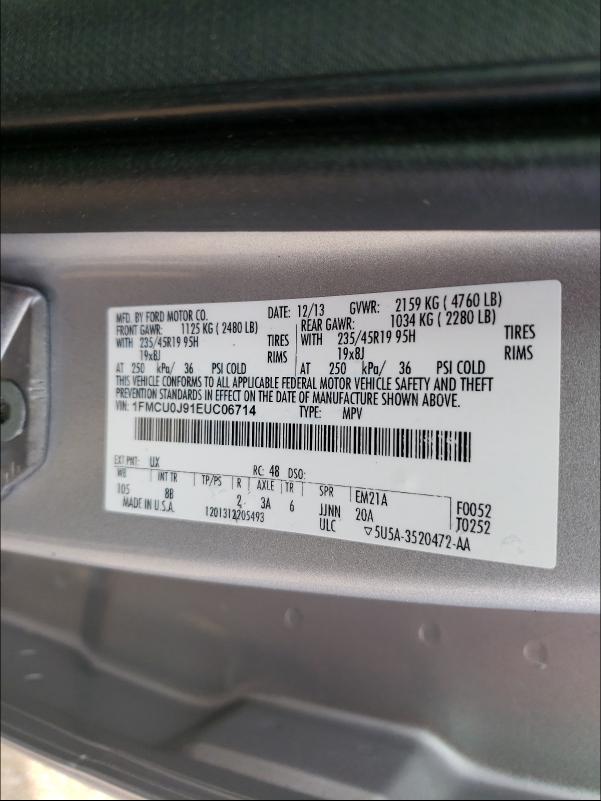 MFD. BY FORD MOTOR CO. DATE: 12/13 GVWR: 2159 KG ( 4760 LB)
FRONT GAWR: 1125 KG ( 2480 LB) REAR GAWR: 1034 KG ( 2280 LB)
WITH 235/45R19 95H TIRES WITH 235/45R19 95H TIRES
19x8J RIMS 19x8J RIMS
AT 250 kPa/ 36 PSI COLD AT 250 kPa/ 36 PSI COLD
THIS VEHICLE CONFORMS TO ALL APPLICABLE FEDERAL MOTOR VEHICLE SAFETY AND THEFT
PREVENTION STANDARDS IN EFFECT ON THE DATE OF MANUFACTURE SHOWN ABOVE.
VIN: 1FMCU0J91EUC06714 TYPE: MPV
EXT PNT: UX RC: 48 DSO:
WB INT TR TP/PS R AXLE TR SPR EM21A F0052
105 8B 2 3A 6 JJNN 20A T0252
MADE IN U.S.A. 1201312205493 ULC ▽5U5A-3520472-AA